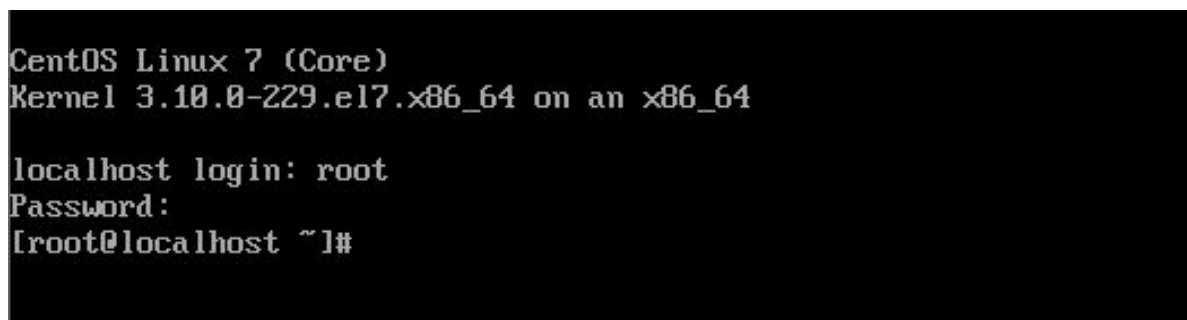 CentOS Linux 7 (Core)
Kernel 3.10.0-229.el7.x86_64 on an x86_64
localhost login: root
Password:
[root@localhost ~]#